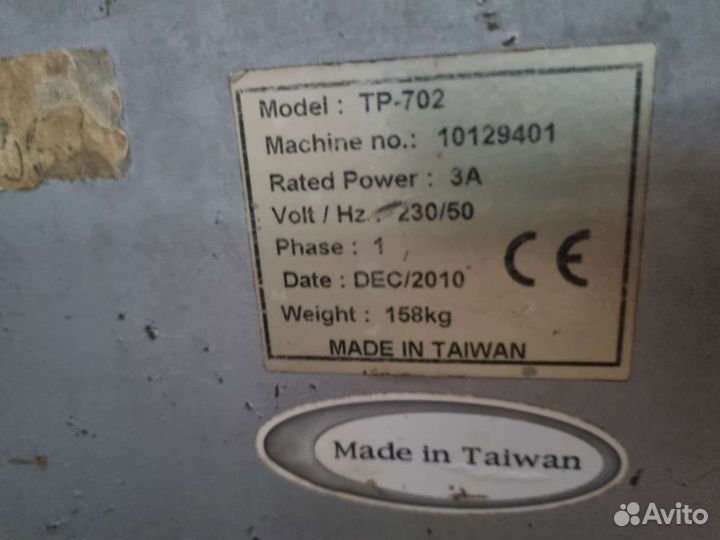 Model : TP-702
Machine no.: 10129401
Rated Power : 3A
Volt / Hz : 230/50
Phase : 1
Date : DEC/2010
Weight : 158kg
CE
MADE IN TAIWAN
Made in Taiwan
Avito